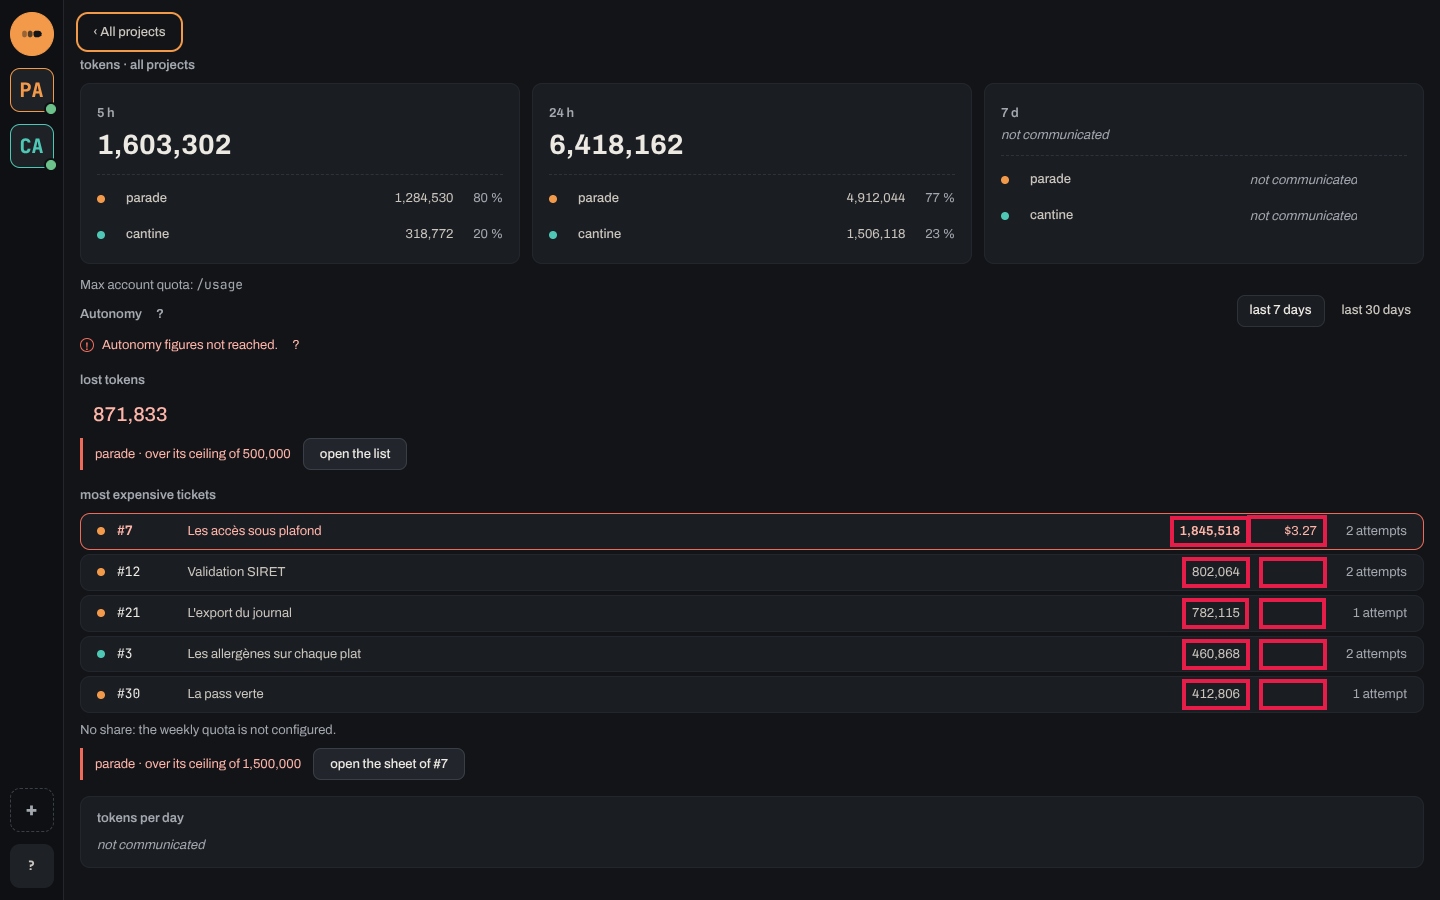 ‹ All projects
PA
CA
tokens · all projects
5 h
1,603,302
parade 1,284,530 80 %
cantine 318,772 20 %
24 h
6,418,162
parade 4,912,044 77 %
cantine 1,506,118 23 %
7 d
not communicated
parade not communicated
cantine not communicated
Max account quota: /usage
Autonomy ?
last 7 days last 30 days
! Autonomy figures not reached. ?
lost tokens
871,833
parade · over its ceiling of 500,000 open the list
most expensive tickets
#7 Les accès sous plafond 1,845,518 $3.27 2 attempts
#12 Validation SIRET 802,064 2 attempts
#21 L'export du journal 782,115 1 attempt
#3 Les allergènes sur chaque plat 460,868 2 attempts
#30 La pass verte 412,806 1 attempt
No share: the weekly quota is not configured.
parade · over its ceiling of 1,500,000 open the sheet of #7
tokens per day
not communicated
+
?